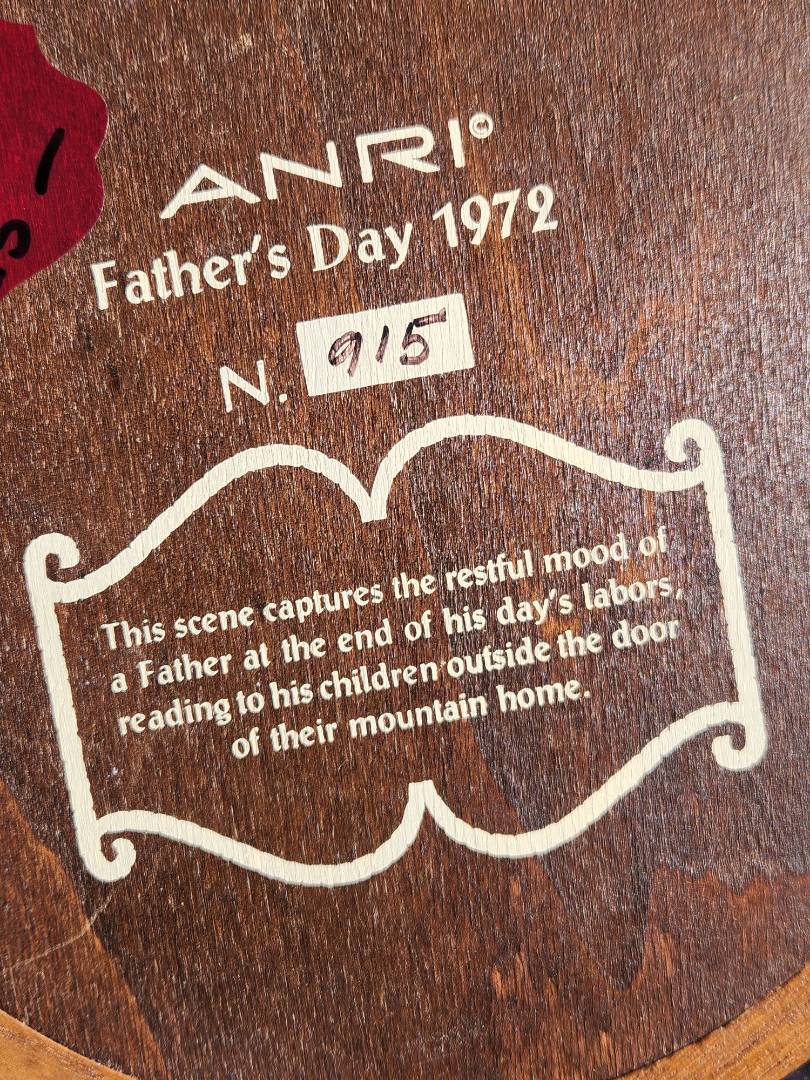 ANRI©
Father's Day 1972
N. 915
This scene captures the restful mood of
a Father at the end of his day's labors,
reading to his children outside the door
of their mountain home.